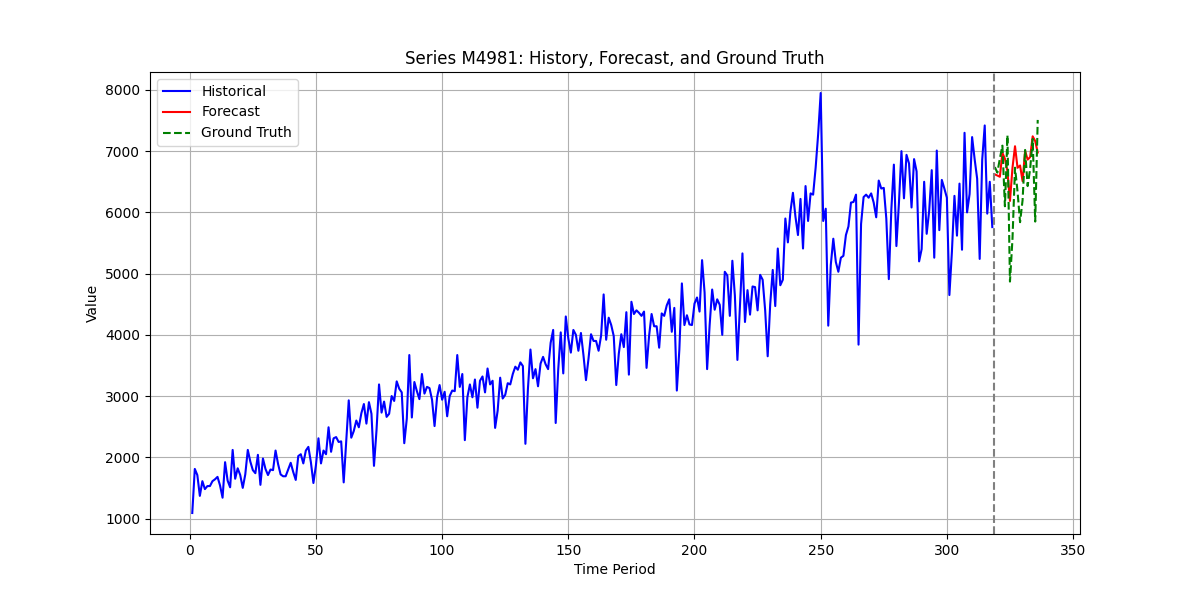 Series M4981: History, Forecast, and Ground Truth
Historical
Forecast
Ground Truth
8000
7000
6000
5000
4000
3000
2000
1000
Value
0 50 100 150 200 250 300 350
Time Period